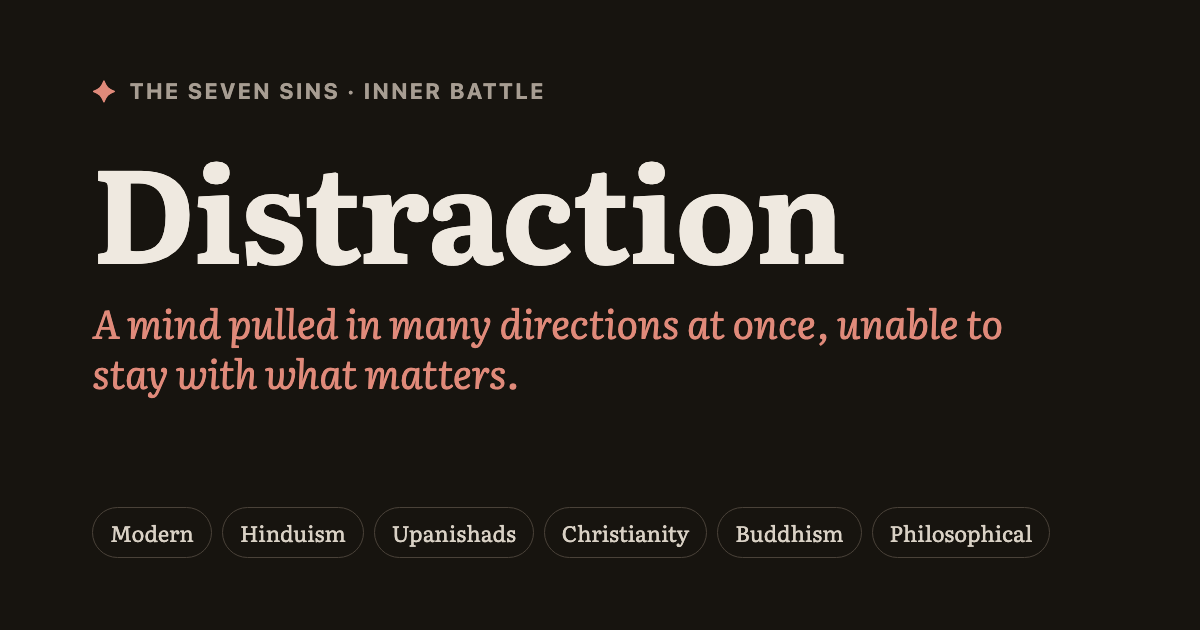 THE SEVEN SINS · INNER BATTLE
Distraction
A mind pulled in many directions at once, unable to
stay with what matters.
Modern Hinduism Upanishads Christianity Buddhism Philosophical